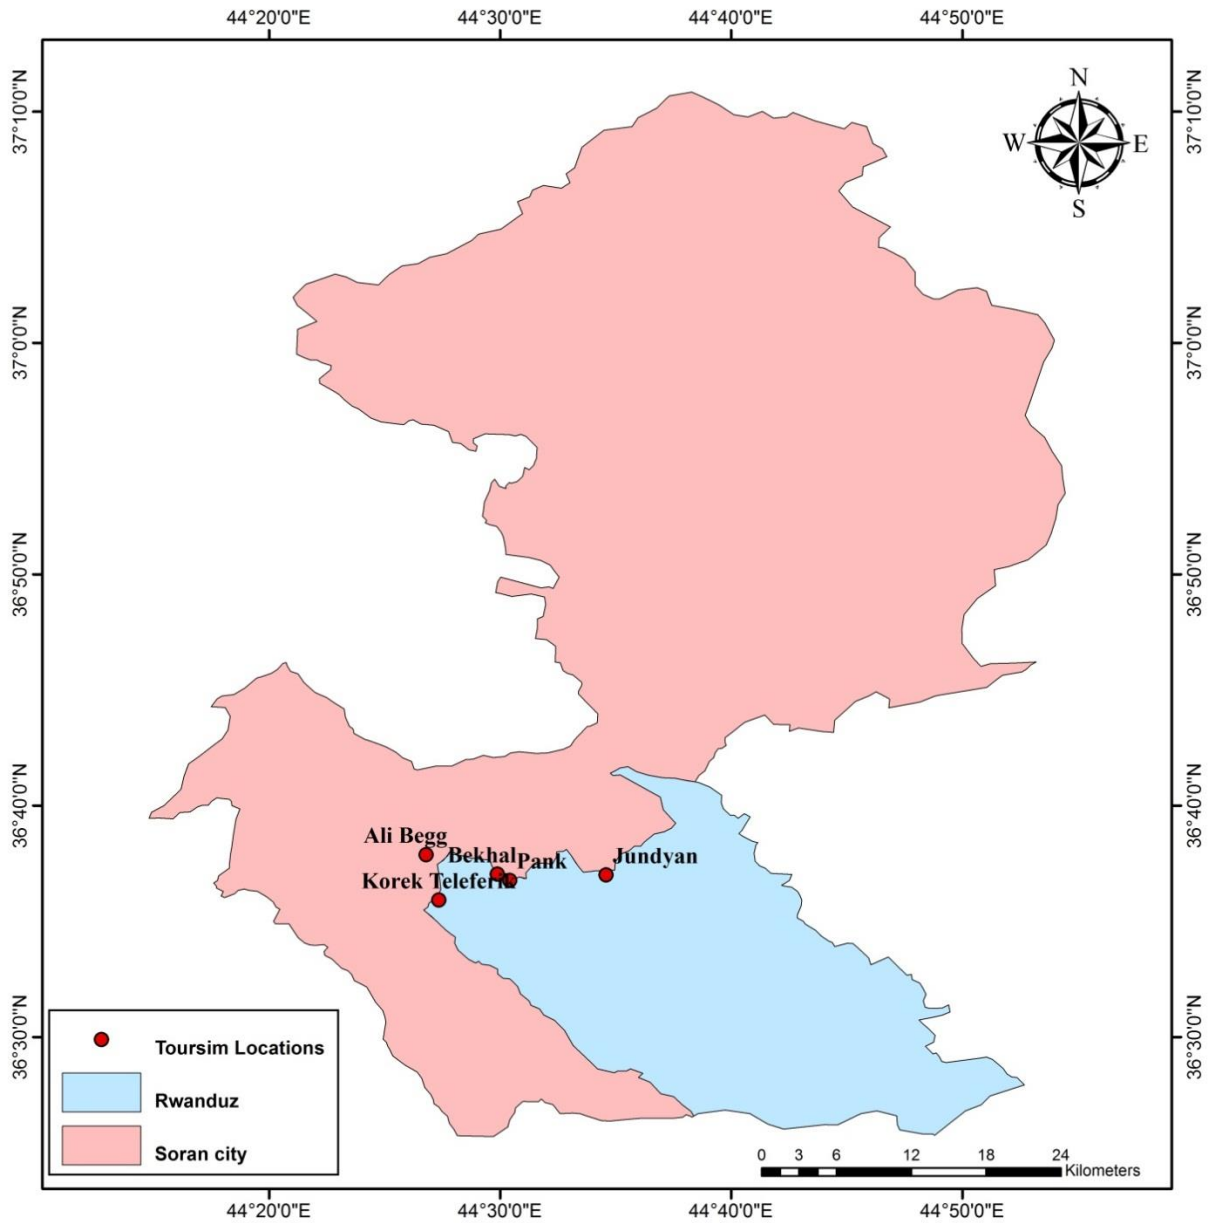 44°20'0"E 44°30'0"E 44°40'0"E 44°50'0"E
N
W E
S
37°10'0"N 37°10'0"N
37°0'0"N 37°0'0"N
36°50'0"N 36°50'0"N
36°40'0"N 36°40'0"N
Ali Begg
Bekhal Pank Jundyan
Korek Teleferik
36°30'0"N 36°30'0"N
Toursim Locations
Rwanduz
Soran city
0 3 6 12 18 24
Kilometers
44°20'0"E 44°30'0"E 44°40'0"E 44°50'0"E